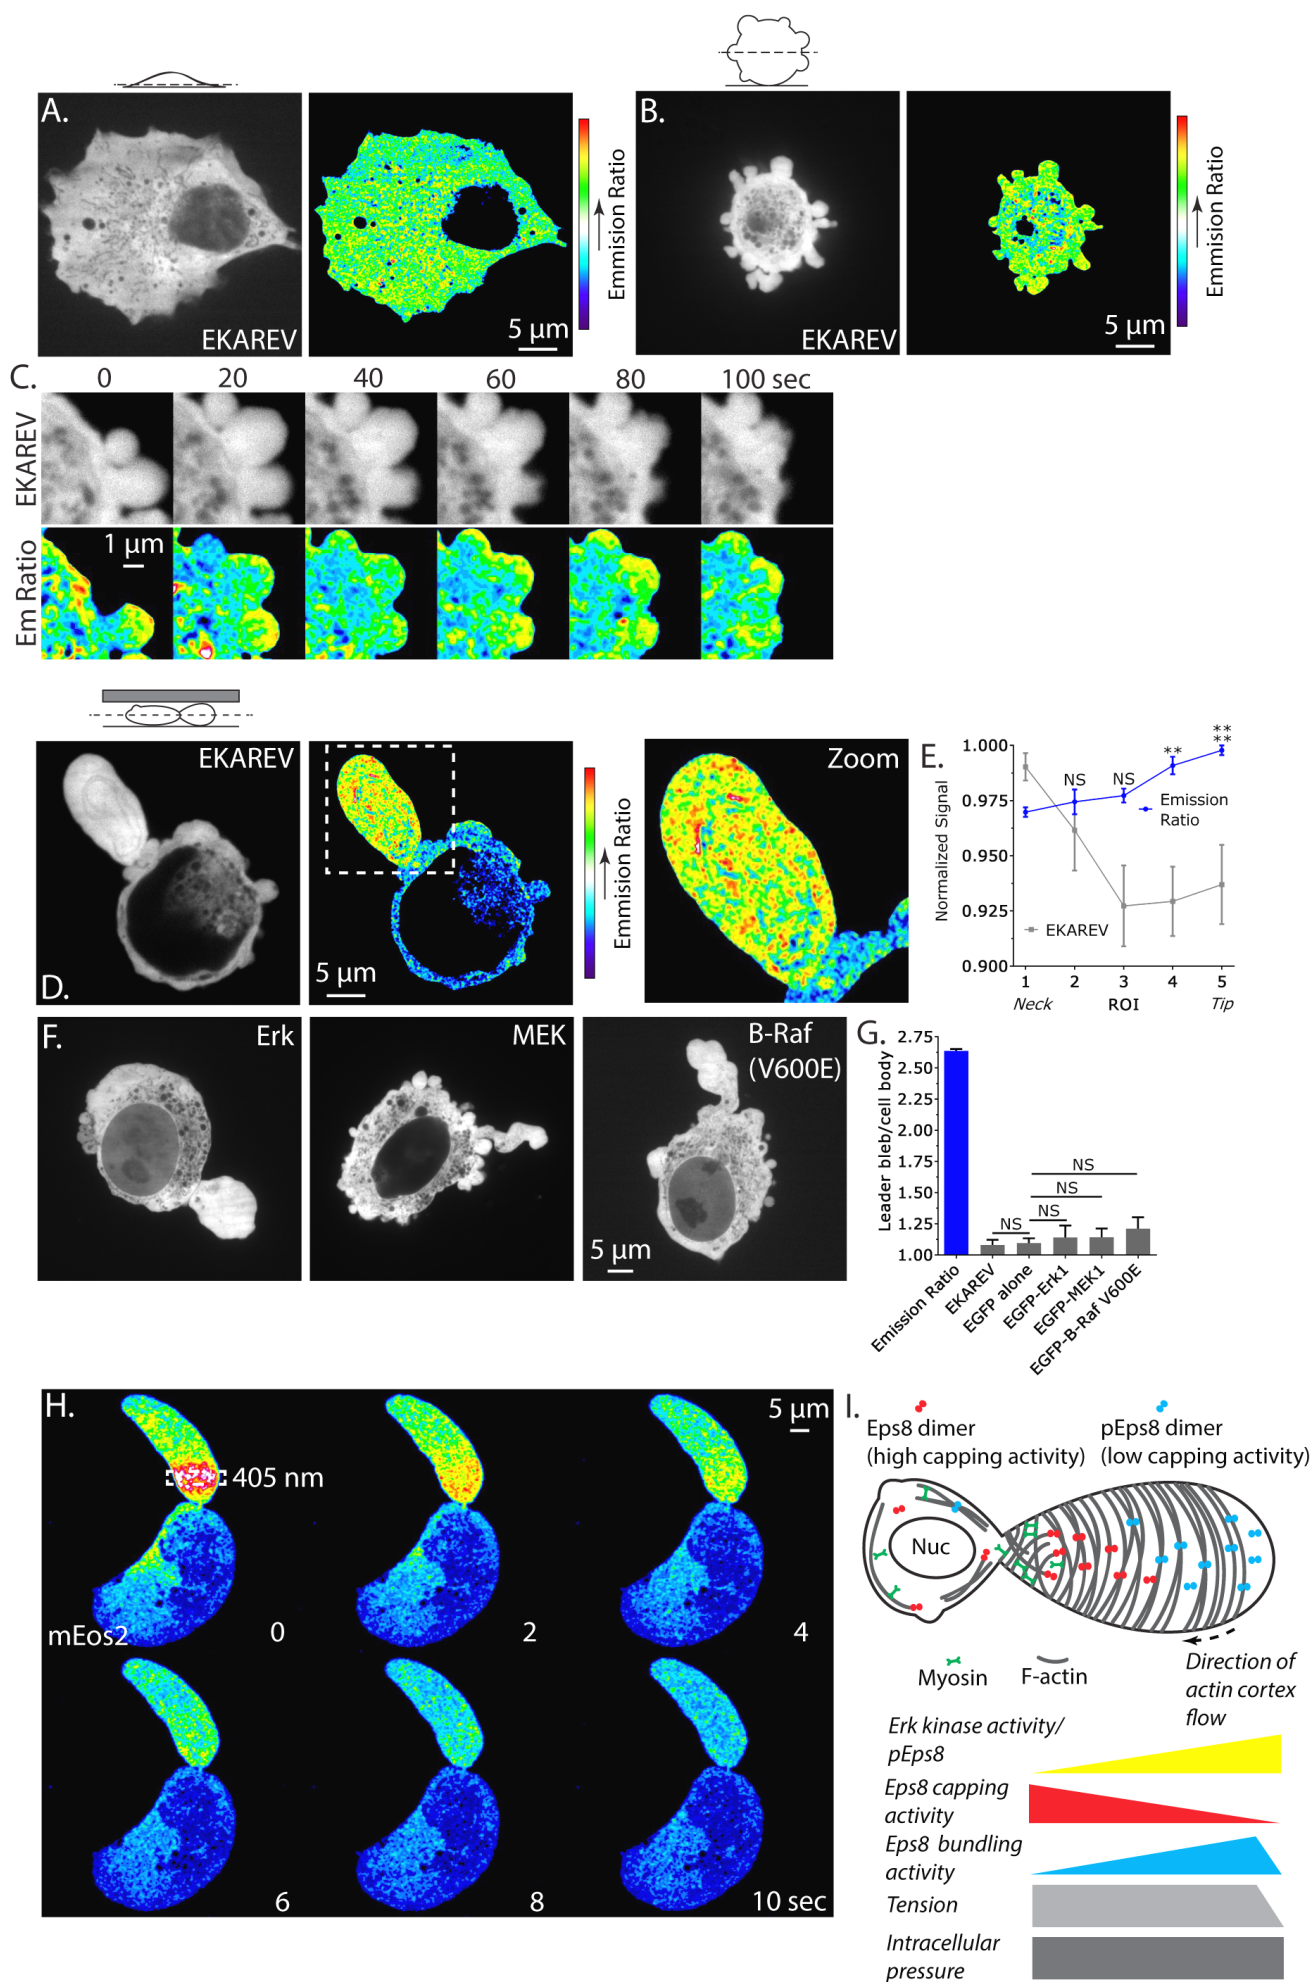 A.
EKAREV
5 µm
Emmision Ratio
B.
EKAREV
5 µm
Emmision Ratio
C.
0 20 40 60 80 100 sec
EKAREV
Em Ratio
1 µm
D.
EKAREV
5 µm
Emmision Ratio
Zoom
E.
Normalized Signal
1.000
0.975
0.950
0.925
0.900
NS
NS
**
**
**
Emission
Ratio
EKAREV
1 2 3 4 5
Neck ROI Tip
F.
Erk
MEK
B-Raf
(V600E)
5 µm
G.
Leader bleb/cell body
2.75
2.50
2.25
2.00
1.75
1.50
1.25
1.00
NS
NS
NS
NS
Emission Ratio
EKAREV
EGFP alone
EGFP-Erk1
EGFP-MEK1
EGFP-B-Raf V600E
H.
5 µm
405 nm
mEos2
0 2 4
6 8 10 sec
I.
Eps8 dimer
(high capping activity)
pEps8 dimer
(low capping activity)
Nuc
Myosin
F-actin
Direction of
actin cortex
flow
Erk kinase activity/
pEps8
Eps8 capping
activity
Eps8 bundling
activity
Tension
Intracellular
pressure